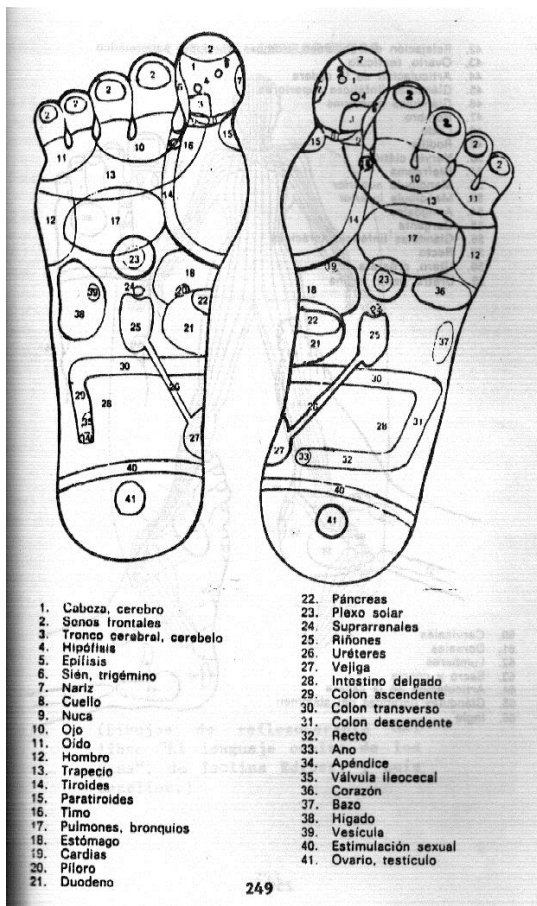 1. Cabeza, cerebro
2. Senos frontales
3. Tronco cerebral, cerebelo
4. Hipófisis
5. Epífisis
6. Sién, trigémino
7. Nariz
8. Cuello
9. Nuca
10. Ojo
11. Oído
12. Hombro
13. Trapecio
14. Tiroides
15. Paratiroides
16. Timo
17. Pulmones, bronquios
18. Estómago
19. Cardias
20. Píloro
21. Duodeno
22. Páncreas
23. Plexo solar
24. Suprarrenales
25. Riñones
26. Uréteres
27. Vejiga
28. Intestino delgado
29. Colon ascendente
30. Colon transverso
31. Colon descendente
32. Recto
33. Ano
34. Apéndice
35. Válvula ileocecal
36. Corazón
37. Bazo
38. Hígado
39. Vesícula
40. Estimulación sexual
41. Ovario, testículo
249